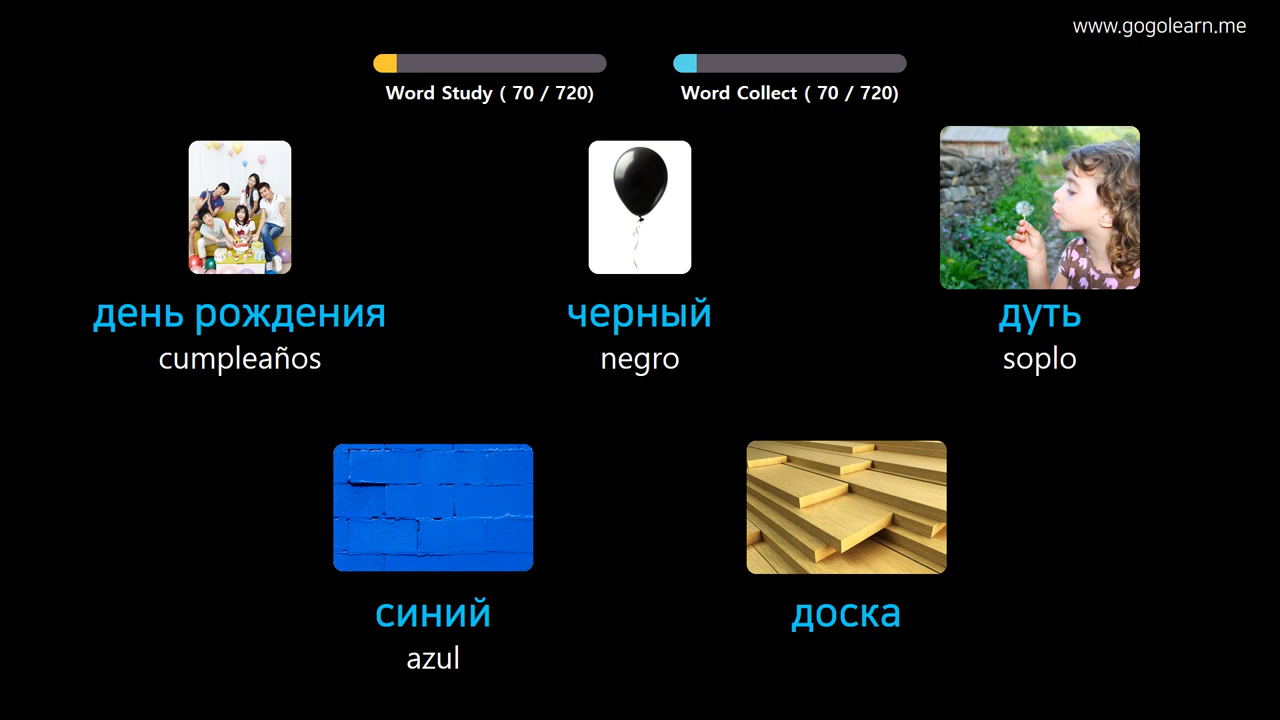 www.gogolearn.me
Word Study ( 70 / 720)
Word Collect ( 70 / 720)
день рождения
cumpleaños
черный
negro
дуть
soplo
синий
azul
доска